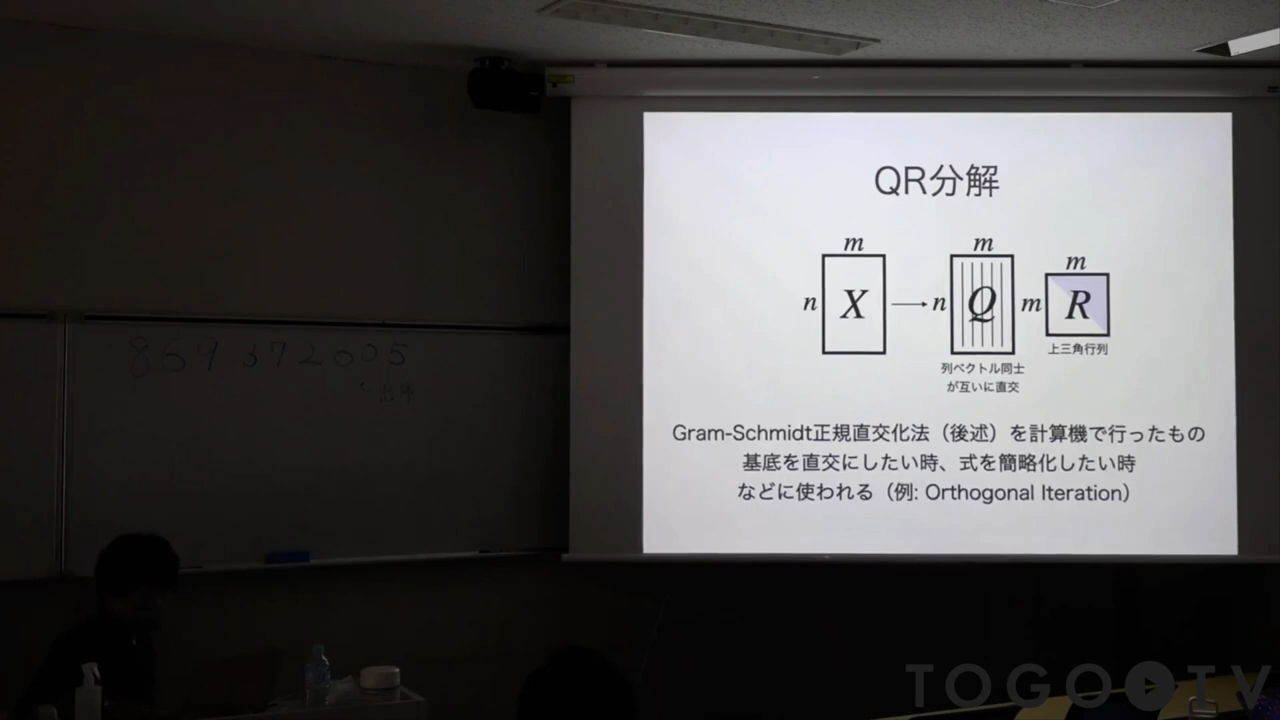 QR分解
m
m
m
n X → n Q m R
上三角行列
列ベクトル同士
が互いに直交
Gram-Schmidt正規直交化法（後述）を計算機で行ったもの
基底を直交にしたい時、式を簡略化したい時
などに使われる（例: Orthogonal Iteration）
869 372 005
TOGO TV